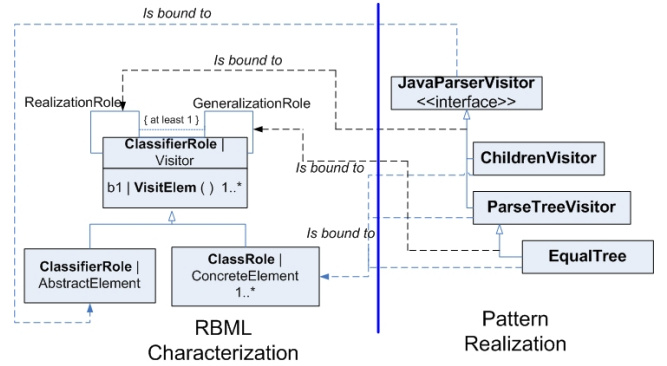 Is bound to
Is bound to
JavaParserVisitor
<<interface>>
RealizationRole
GeneralizationRole
{ at least 1 }
ClassifierRole |
Visitor
ChildrenVisitor
Is bound to
b1 | VisitElem ( ) 1..*
ParseTreeVisitor
Is bound to
EqualTree
ClassifierRole |
AbstractElement
ClassRole |
ConcreteElement
1..*
RBML
Characterization
Pattern
Realization